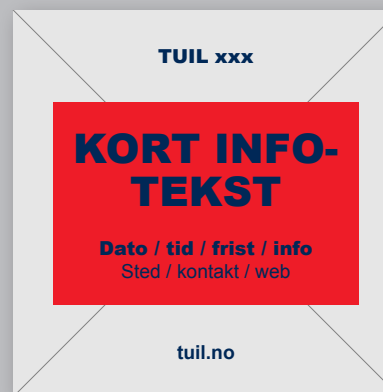 TUIL xxx
KORT INFO-
TEKST
Dato / tid / frist / info
Sted / kontakt / web
tuil.no